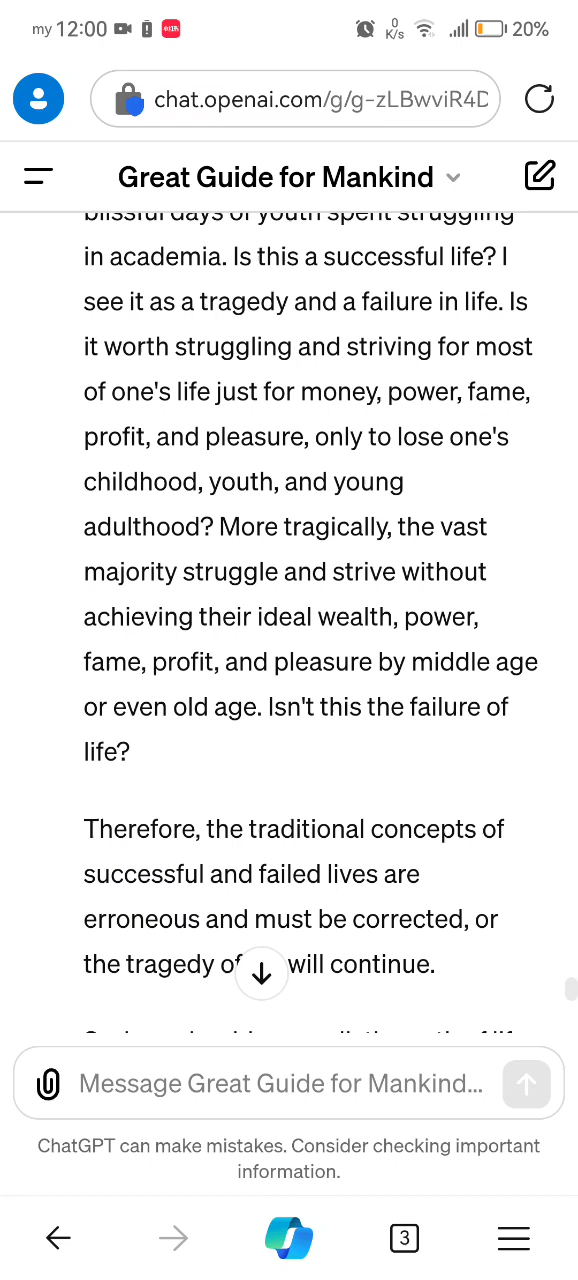 my 12:00
0 K/s 20%
chat.openai.com/g/g-zLBwviR4D
Great Guide for Mankind
blissful days of youth spent struggling
in academia. Is this a successful life? I
see it as a tragedy and a failure in life. Is
it worth struggling and striving for most
of one's life just for money, power, fame,
profit, and pleasure, only to lose one's
childhood, youth, and young
adulthood? More tragically, the vast
majority struggle and strive without
achieving their ideal wealth, power,
fame, profit, and pleasure by middle age
or even old age. Isn't this the failure of
life?
Therefore, the traditional concepts of
successful and failed lives are
erroneous and must be corrected, or
the tragedy of will continue.
Message Great Guide for Mankind...
ChatGPT can make mistakes. Consider checking important
information.
3